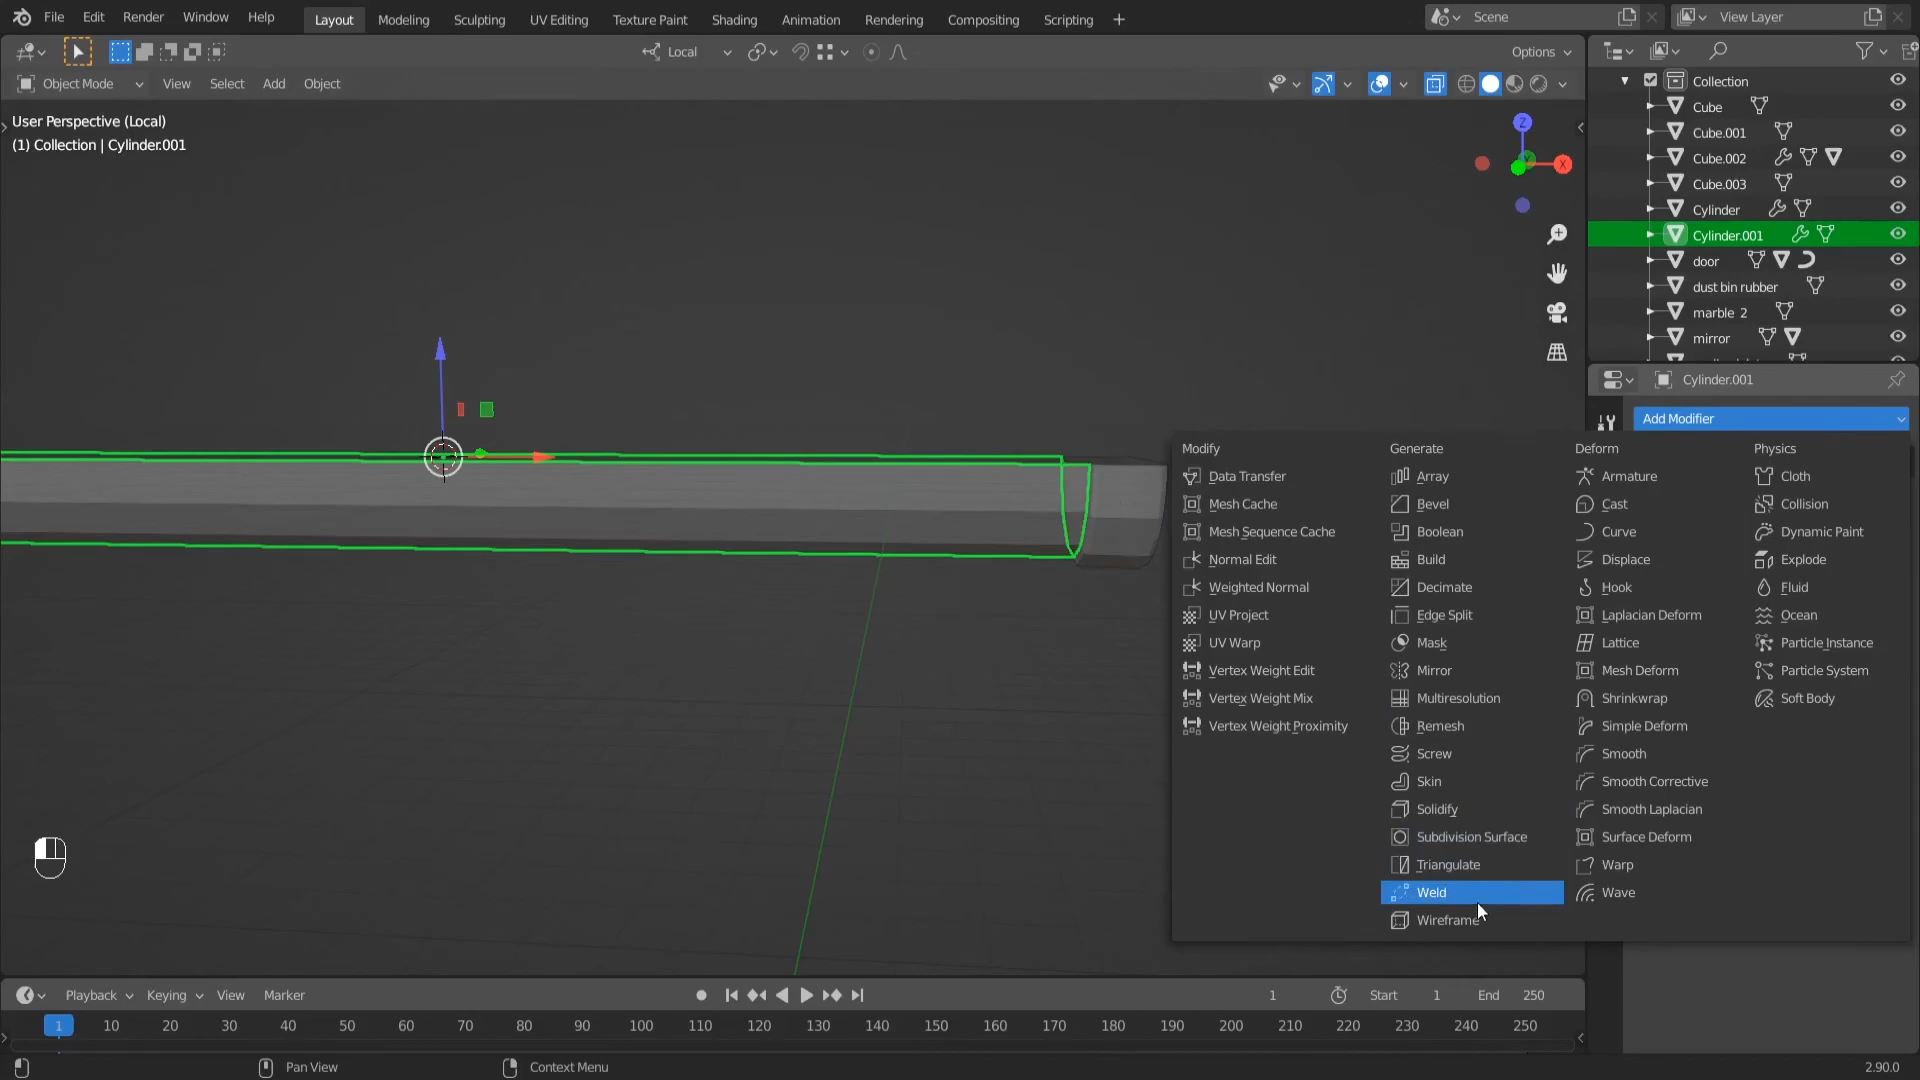 File Edit Render Window Help Layout Modeling Sculpting UV Editing Texture Paint Shading Animation Rendering Compositing Scripting + Scene View Layer
Local Options
Object Mode View Select Add Object
User Perspective (Local)
(1) Collection | Cylinder.001
Z
X
Collection
Cube
Cube.001
Cube.002
Cube.003
Cylinder
Cylinder.001
door
dust bin rubber
marble 2
mirror
Cylinder.001
Add Modifier
Modify Generate Deform Physics
Data Transfer Array Armature Cloth
Mesh Cache Bevel Cast Collision
Mesh Sequence Cache Boolean Curve Dynamic Paint
Normal Edit Build Displace Explode
Weighted Normal Decimate Hook Fluid
UV Project Edge Split Laplacian Deform Ocean
UV Warp Mask Lattice Particle Instance
Vertex Weight Edit Mirror Mesh Deform Particle System
Vertex Weight Mix Multiresolution Shrinkwrap Soft Body
Vertex Weight Proximity Remesh Simple Deform
Screw Smooth
Skin Smooth Corrective
Solidify Smooth Laplacian
Subdivision Surface Surface Deform
Triangulate Warp
Weld Wave
Wireframe
Playback Keying View Marker 1 Start 1 End 250
1 10 20 30 40 50 60 70 80 90 100 110 120 130 140 150 160 170 180 190 200 210 220 230 240 250
Pan View Context Menu 2.90.0